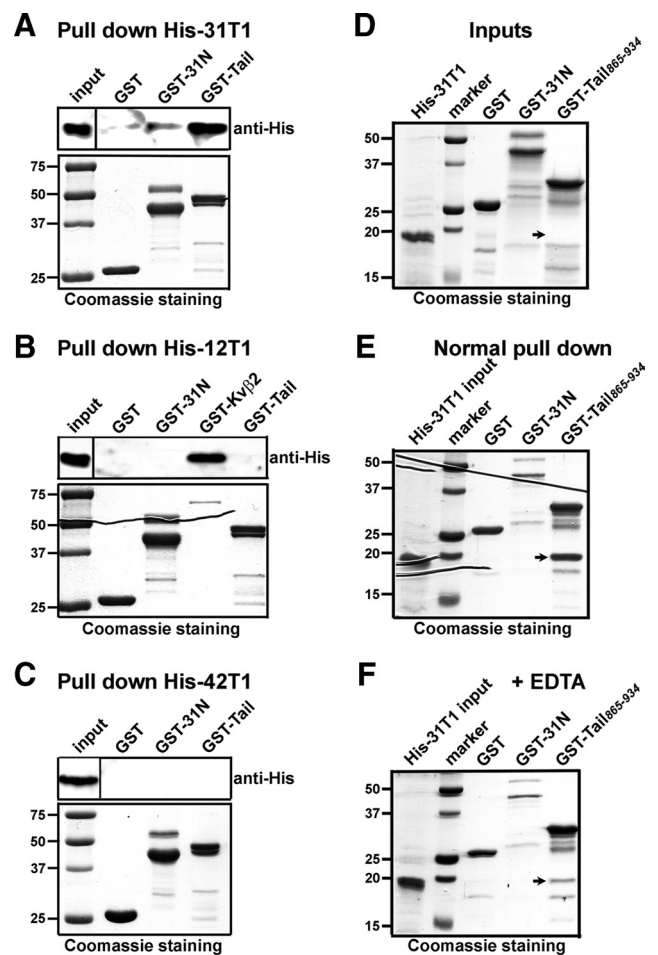 A Pull down His-31T1
input GST GST-31N GST-Tail
anti-His
75
50
37
25
Coomassie staining
B Pull down His-12T1
input GST GST-31N GST-Kvβ2 GST-Tail
anti-His
75
50
37
25
Coomassie staining
C Pull down His-42T1
input GST GST-31N GST-Tail
anti-His
75
50
37
25
Coomassie staining
D Inputs
His-31T1 marker GST GST-31N GST-Tail865-934
50
37
25
20
15
Coomassie staining
E Normal pull down
His-31T1 input marker GST GST-31N GST-Tail865-934
50
37
25
20
15
Coomassie staining
F + EDTA
His-31T1 input marker GST GST-31N GST-Tail865-934
50
37
25
20
15
Coomassie staining